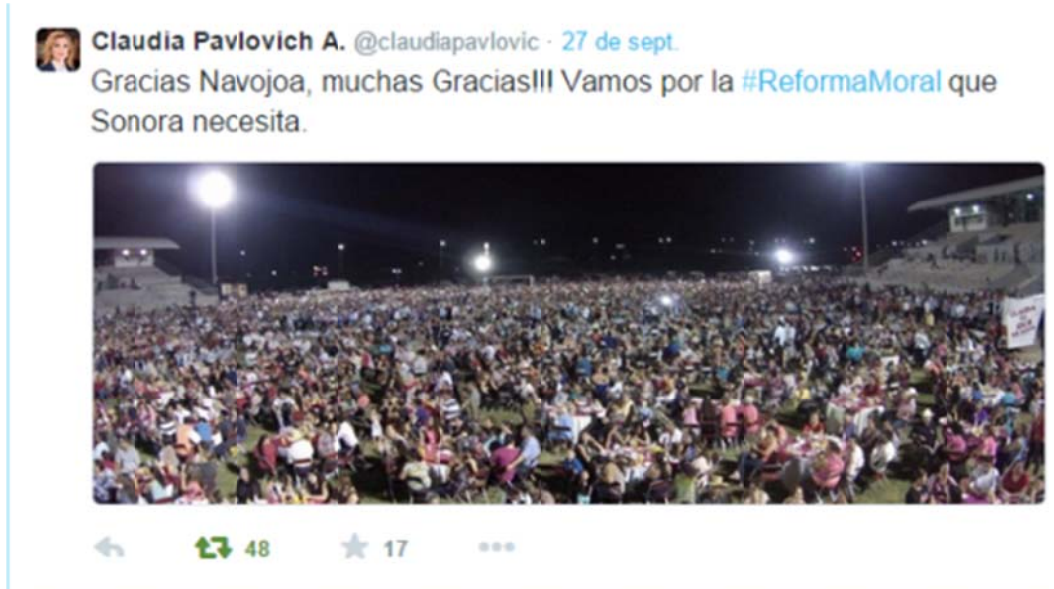 Claudia Pavlovich A. @claudiapavlovic · 27 de sept.
Gracias Navojoa, muchas Gracias!!! Vamos por la #ReformaMoral que
Sonora necesita.
48 17